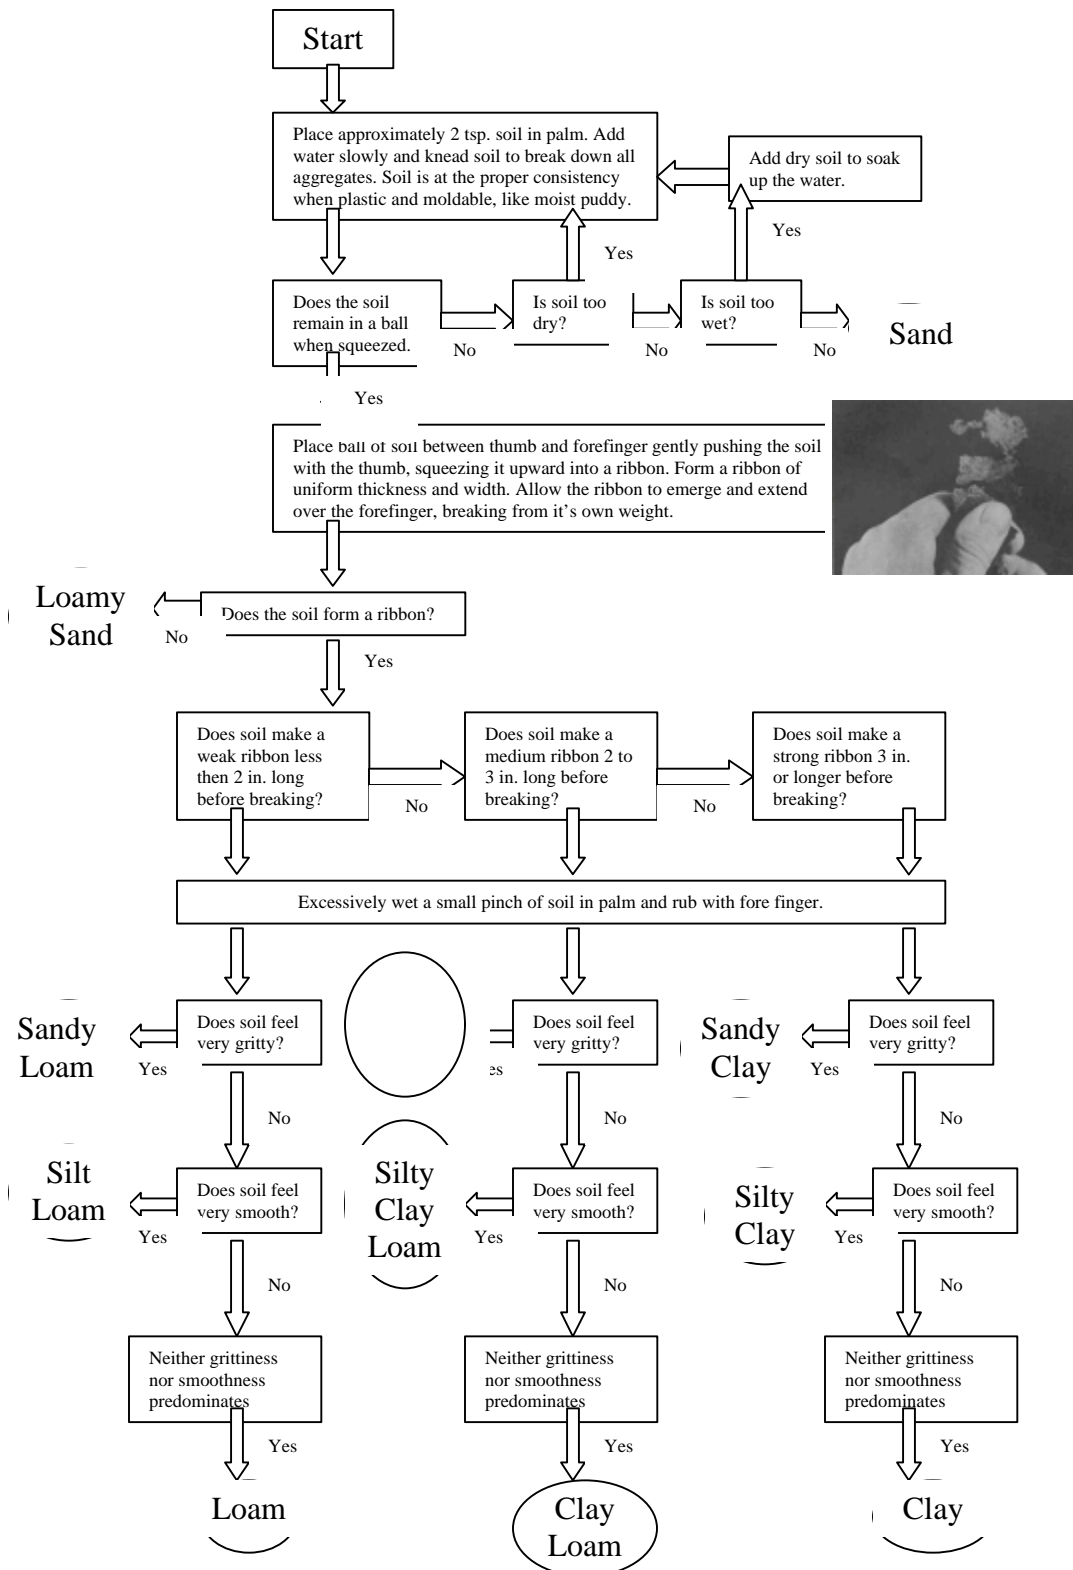 Start
Place approximately 2 tsp. soil in palm. Add
water slowly and knead soil to break down all
aggregates. Soil is at the proper consistency
when plastic and moldable, like moist puddy.
Add dry soil to soak
up the water.
Yes
Yes
Does the soil
remain in a ball
when squeezed.
No
Is soil too
dry?
No
Is soil too
wet?
No
Sand
Yes
Place ball of soil between thumb and forefinger gently pushing the soil
with the thumb, squeezing it upward into a ribbon. Form a ribbon of
uniform thickness and width. Allow the ribbon to emerge and extend
over the forefinger, breaking from it's own weight.
Loamy
Sand
No
Does the soil form a ribbon?
Yes
Does soil make a
weak ribbon less
then 2 in. long
before breaking?
No
Does soil make a
medium ribbon 2 to
3 in. long before
breaking?
No
Does soil make a
strong ribbon 3 in.
or longer before
breaking?
Excessively wet a small pinch of soil in palm and rub with fore finger.
Sandy
Loam
Yes
Does soil feel
very gritty?
es
Does soil feel
very gritty?
Sandy
Clay
Yes
Does soil feel
very gritty?
No
No
No
Silt
Loam
Yes
Does soil feel
very smooth?
Silty
Clay
Loam
Yes
Does soil feel
very smooth?
Silty
Clay
Yes
Does soil feel
very smooth?
No
No
No
Neither grittiness
nor smoothness
predominates
Neither grittiness
nor smoothness
predominates
Neither grittiness
nor smoothness
predominates
Yes
Yes
Yes
Loam
Clay
Loam
Clay